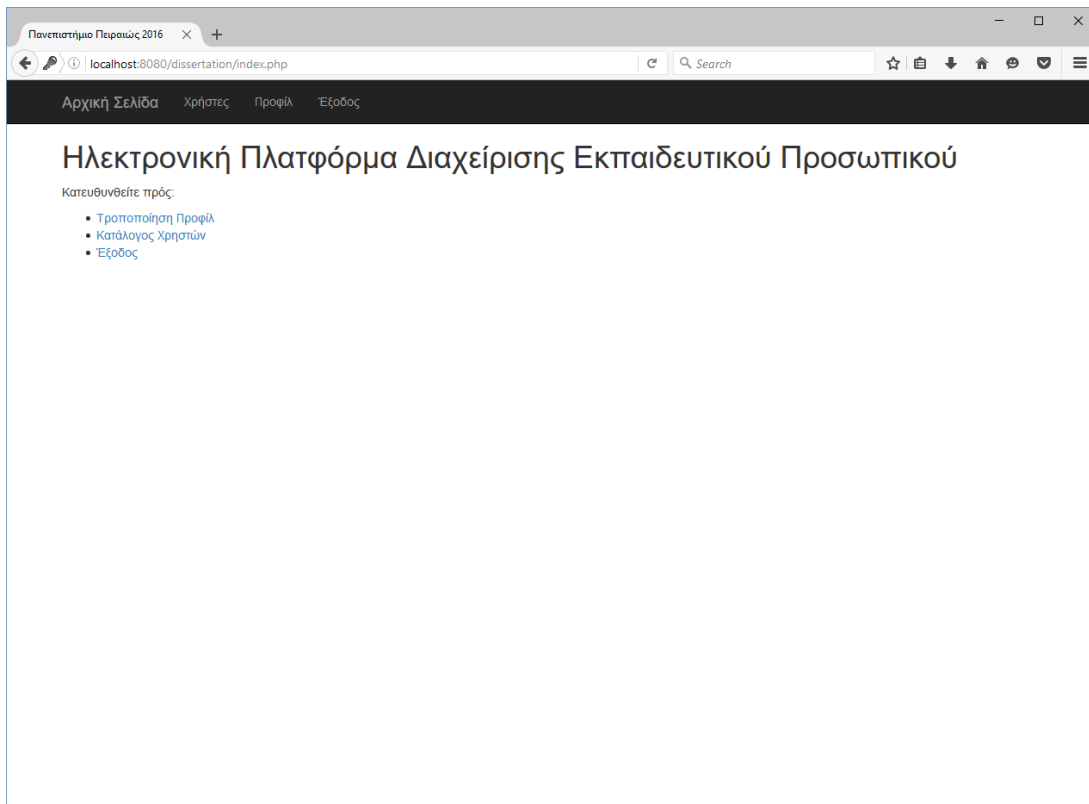 Πανεπιστήμιο Πειραιώς 2016
localhost:8080/dissertation/index.php
Search
Αρχική Σελίδα Χρήστες Προφίλ Έξοδος
Ηλεκτρονική Πλατφόρμα Διαχείρισης Εκπαιδευτικού Προσωπικού
Κατευθυνθείτε πρός:
Τροποποίηση Προφίλ
Κατάλογος Χρηστών
Έξοδος